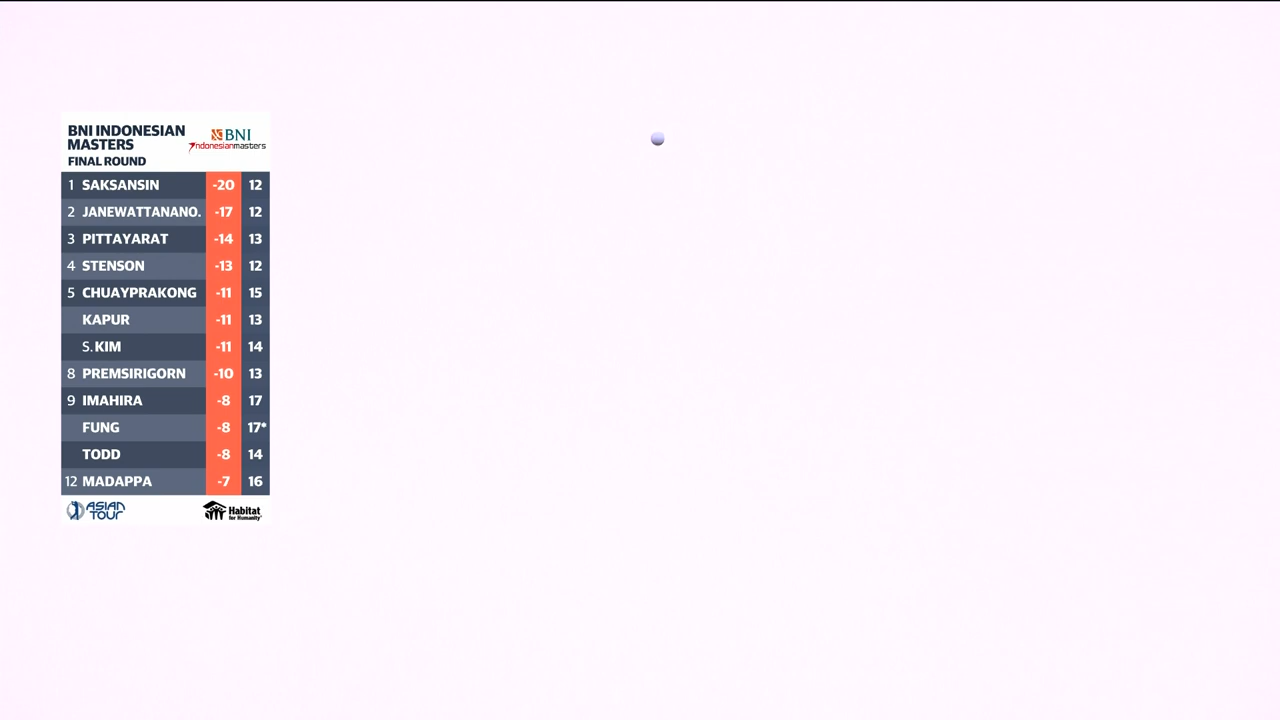 BNI INDONESIAN
MASTERS
FINAL ROUND
BNI
Indonesianmasters
1 SAKSANSIN -20 12
2 JANEWATTANANO. -17 12
3 PITTAYARAT -14 13
4 STENSON -13 12
5 CHUAYPRAKONG -11 15
KAPUR -11 13
S. KIM -11 14
8 PREMSIRIGORN -10 13
9 IMAHIRA -8 17
FUNG -8 17*
TODD -8 14
12 MADAPPA -7 16
ASIAN
TOUR
Habitat
for Humanity®